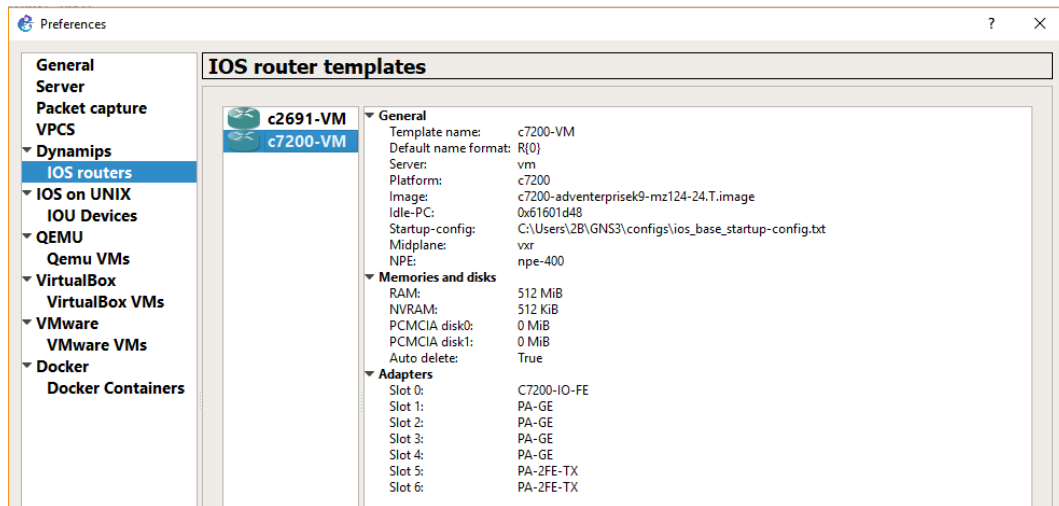 Preferences
?
General
Server
Packet capture
VPCS
Dynamips
IOS routers
IOS on UNIX
IOU Devices
QEMU
Qemu VMs
VirtualBox
VirtualBox VMs
VMware
VMware VMs
Docker
Docker Containers
IOS router templates
c2691-VM
c7200-VM
General
Template name: c7200-VM
Default name format: R{0}
Server: vm
Platform: c7200
Image: c7200-adventerprisek9-mz124-24.T.image
Idle-PC: 0x61601d48
Startup-config: C:\Users\2B\GNS3\configs\ios_base_startup-config.txt
Midplane: vxr
NPE: npe-400
Memories and disks
RAM: 512 MiB
NVRAM: 512 KiB
PCMCIA disk0: 0 MiB
PCMCIA disk1: 0 MiB
Auto delete: True
Adapters
Slot 0: C7200-IO-FE
Slot 1: PA-GE
Slot 2: PA-GE
Slot 3: PA-GE
Slot 4: PA-GE
Slot 5: PA-2FE-TX
Slot 6: PA-2FE-TX